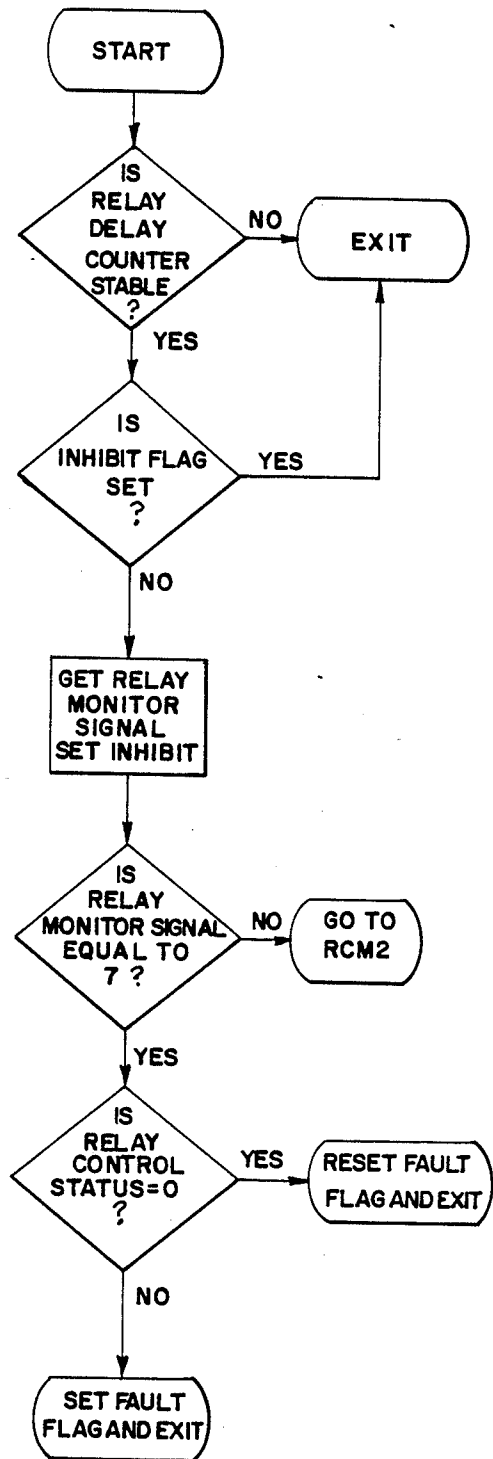 START
IS
RELAY
DELAY
COUNTER
STABLE
?
NO
EXIT
YES
IS
INHIBIT FLAG
SET
?
YES
NO
GET RELAY
MONITOR
SIGNAL
SET INHIBIT
IS
RELAY
MONITOR SIGNAL
EQUAL TO
7 ?
NO
GO TO
RCM2
YES
IS
RELAY
CONTROL
STATUS=0
?
YES
RESET FAULT
FLAG AND EXIT
NO
SET FAULT
FLAG AND EXIT